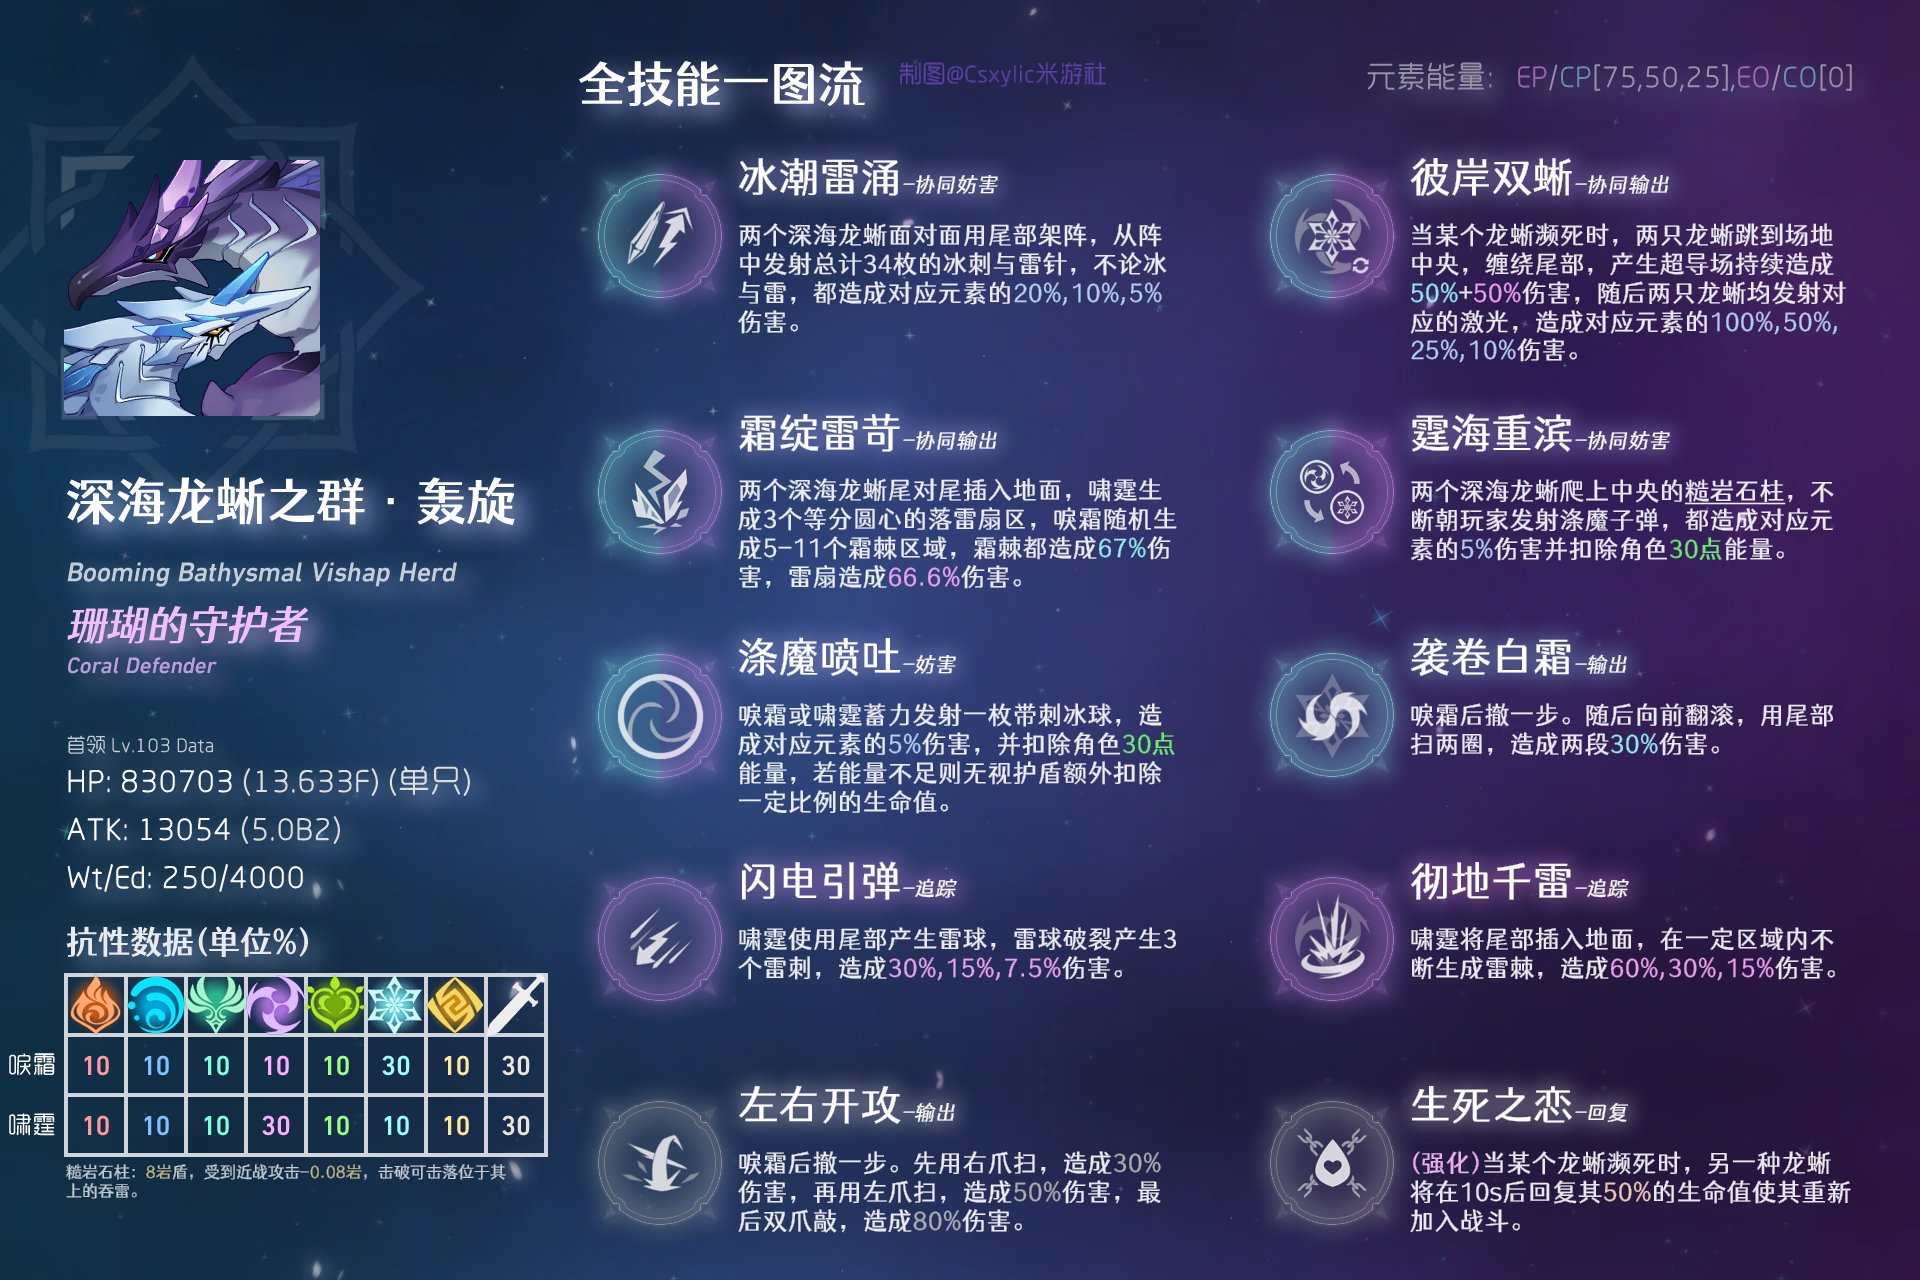 全技能一图流
制图@Csxylic米游社
元素能量: EP/CP[75,50,25],EO/CO[0]
深海龙蜥之群·轰旋
Booming Bathysmal Vishap Herd
珊瑚的守护者
Coral Defender
首领 Lv.103 Data
HP: 830703 (13.633F) (单只)
ATK: 13054 (5.0B2)
Wt/Ed: 250/4000
抗性数据(单位%)
唳霜 10 10 10 10 10 30 10 30
啸霆 10 10 10 30 10 10 10 30
糙岩石柱：8岩盾，受到近战攻击-0.08岩，击破可击落位于其
上的吞雷。
冰潮雷涌-协同妨害
两个深海龙蜥面对面用尾部架阵，从阵
中发射总计34枚的冰刺与雷针，不论冰
与雷，都造成对应元素的20%,10%,5%
伤害。
霜绽雷苛-协同输出
两个深海龙蜥尾对尾插入地面，啸霆生
成3个等分圆心的落雷扇区，唳霜随机生
成5-11个霜棘区域，霜棘都造成67%伤
害，雷扇造成66.6%伤害。
涤魔喷吐-妨害
唳霜或啸霆蓄力发射一枚带刺冰球，造
成对应元素的5%伤害，并扣除角色30点
能量，若能量不足则无视护盾额外扣除
一定比例的生命值。
闪电引弹-追踪
啸霆使用尾部产生雷球，雷球破裂产生3
个雷刺，造成30%,15%,7.5%伤害。
左右开攻-输出
唳霜后撤一步。先用右爪扫，造成30%
伤害，再用左爪扫，造成50%伤害，最
后双爪敲，造成80%伤害。
彼岸双蜥-协同输出
当某个龙蜥濒死时，两只龙蜥跳到场地
中央，缠绕尾部，产生超导场持续造成
50%+50%伤害，随后两只龙蜥均发射对
应的激光，造成对应元素的100%,50%,
25%,10%伤害。
霆海重滨-协同妨害
两个深海龙蜥爬上中央的糙岩石柱，不
断朝玩家发射涤魔子弹，都造成对应元
素的5%伤害并扣除角色30点能量。
袭卷白霜-输出
唳霜后撤一步。随后向前翻滚，用尾部
扫两圈，造成两段30%伤害。
彻地千雷-追踪
啸霆将尾部插入地面，在一定区域内不
断生成雷棘，造成60%,30%,15%伤害。
生死之恋-回复
(强化)当某个龙蜥濒死时，另一种龙蜥
将在10s后回复其50%的生命值使其重新
加入战斗。